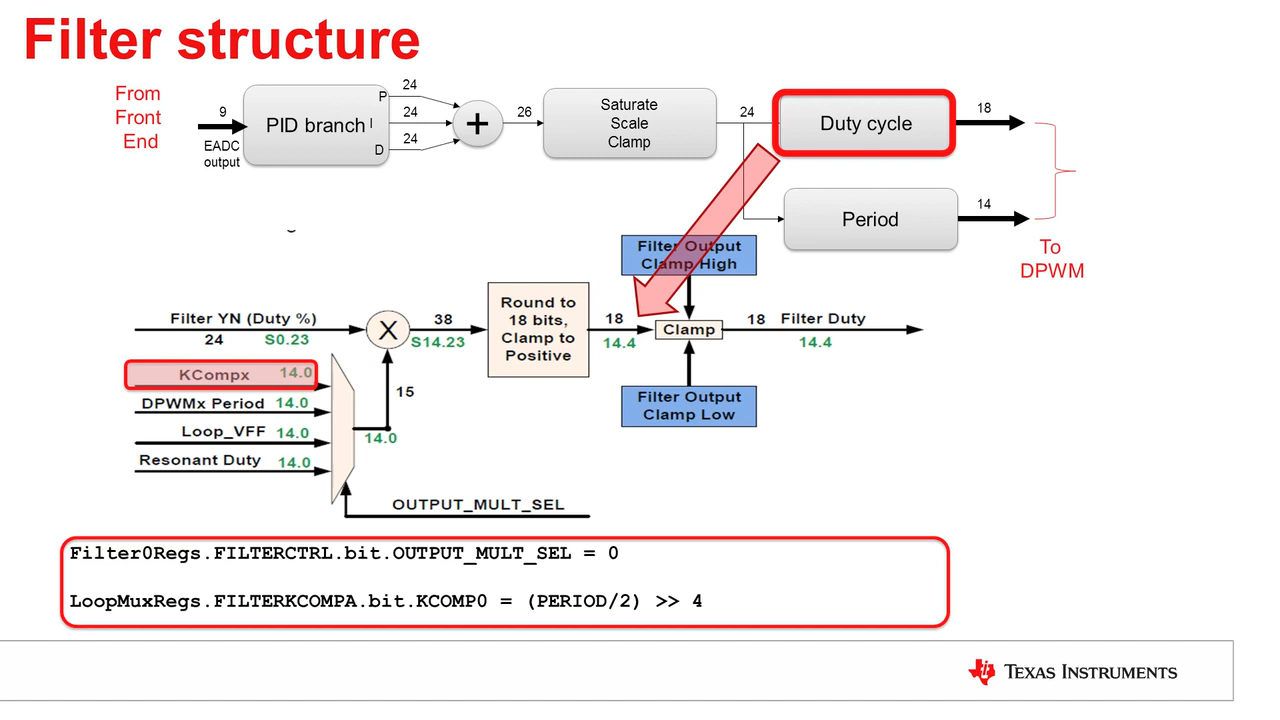 Filter structure
From
Front
End
9
EADC
output
PID branch
P
I
D
24
24
24
+
26
Saturate
Scale
Clamp
24
Duty cycle
18
Period
14
To
DPWM
Filter Output
Clamp High
Filter YN (Duty %)
24 S0.23
X
38
S14.23
Round to
18 bits,
Clamp to
Positive
18
14.4
Clamp
18 Filter Duty
14.4
KCompx 14.0
DPWMx Period 14.0
Loop_VFF 14.0
Resonant Duty 14.0
15
14.0
Filter Output
Clamp Low
OUTPUT_MULT_SEL
Filter0Regs.FILTERCTRL.bit.OUTPUT_MULT_SEL = 0
LoopMuxRegs.FILTERKCOMPA.bit.KCOMP0 = (PERIOD/2) >> 4
TEXAS INSTRUMENTS